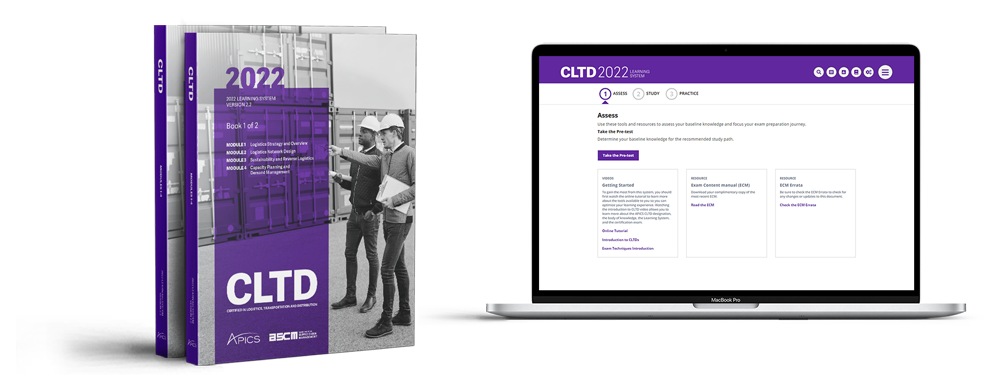 CLTD
CLTD
2022
2022 LEARNING SYSTEM
VERSION 2.2
Book 1 of 2
MODULE 1 Logistics Strategy and Overview
MODULE 2 Logistics Network Design
MODULE 3 Sustainability and Reverse Logistics
MODULE 4 Capacity Planning and
Demand Management
CLTD
CERTIFIED IN LOGISTICS, TRANSPORTATION AND DISTRIBUTION
APICS
ascm
CLTD 2022 LEARNING
SYSTEM
1 ASSESS 2 STUDY 3 PRACTICE
Assess
Use these tools and resources to assess your baseline knowledge and focus your exam preparation journey.
Take the Pre-test
Determine your baseline knowledge for the recommended study path.
Take the Pre-test
VIDEOS
Getting Started
To gain the most from this system, you should
first watch the online tutorial to learn more
about the tools available to you so you can
optimize your learning experience. Watching
the Introduction to CLTD video allows you to
learn more about the APICS CLTD designation,
the body of knowledge, the Learning System,
and the certification exam.
Online Tutorial
Introduction to CLTDs
Exam Techniques Introduction
RESOURCE
Exam Content manual (ECM)
Download your complimentary copy of the
most recent ECM.
Read the ECM
RESOURCE
ECM Errata
Be sure to check the ECM Errata to check for
any changes or updates to this document.
Check the ECM Errata
MacBook Pro